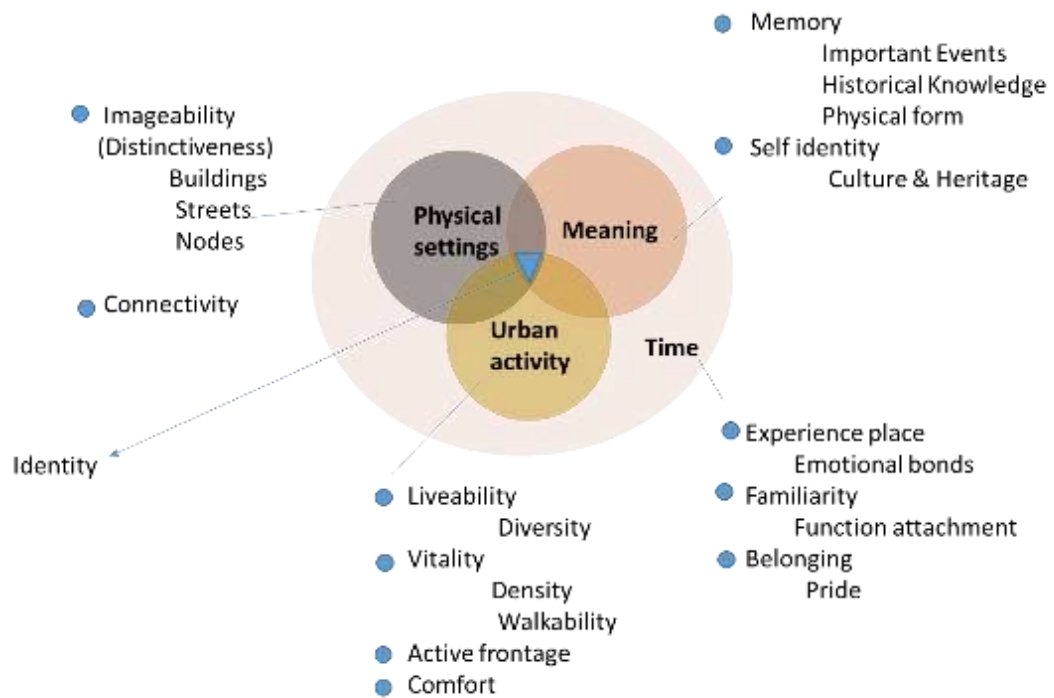 Memory
Important Events
Historical Knowledge
Physical form
Self identity
Culture & Heritage
Imageability
(Distinctiveness)
Buildings
Streets
Nodes
Connectivity
Physical
settings
Meaning
Urban
activity
Time
Identity
Liveability
Diversity
Vitality
Density
Walkability
Active frontage
Comfort
Experience place
Emotional bonds
Familiarity
Function attachment
Belonging
Pride